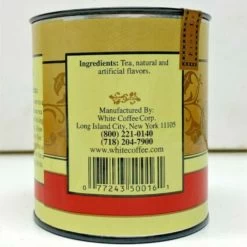 Ingredients: Tea, natural and
artificial flavors.
Manufactured By:
White Coffee Corp.
Long Island City, New York 11105
(800) 221-0140
(718) 204-7900
www.whitecoffee.com
0 77243 50016 1